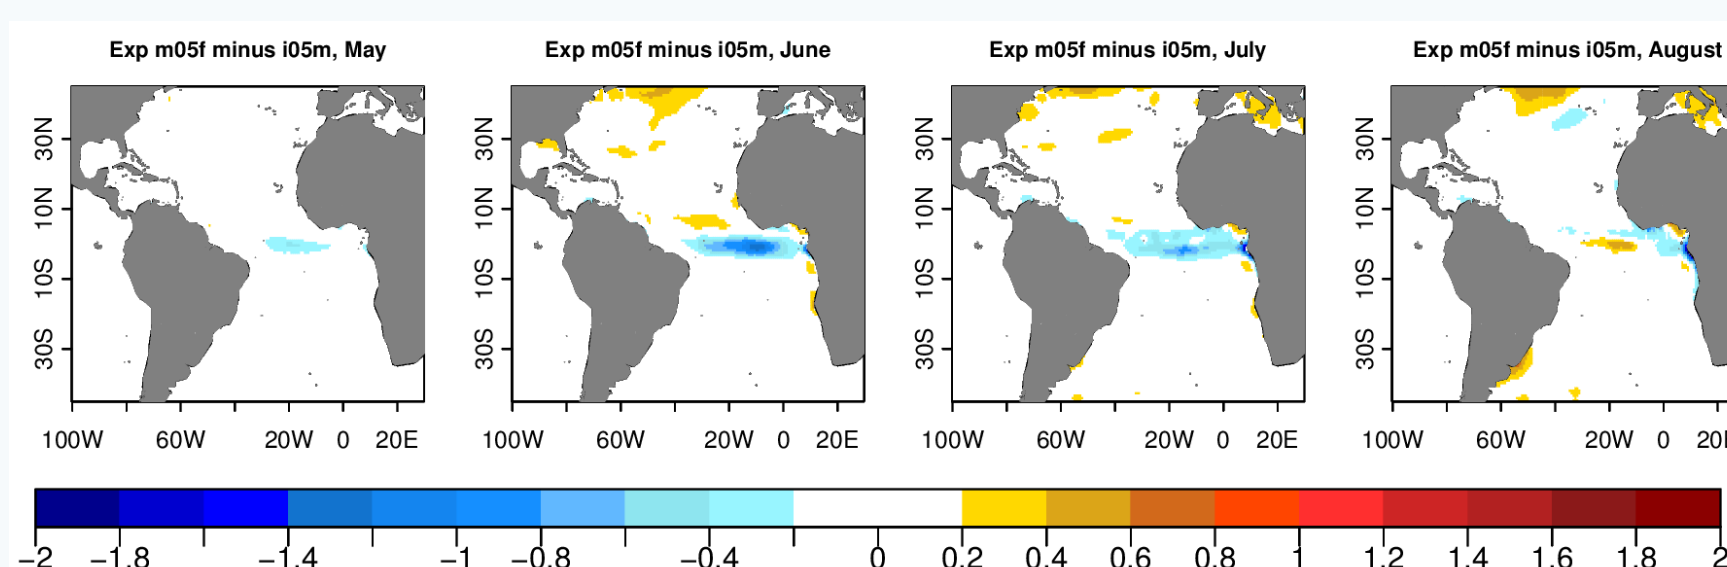 Exp m05f minus i05m, May
Exp m05f minus i05m, June
Exp m05f minus i05m, July
Exp m05f minus i05m, August
30N
10N
10S
30S
100W 60W 20W 0 20E
30N
10N
10S
30S
100W 60W 20W 0 20E
30N
10N
10S
30S
100W 60W 20W 0 20E
30N
10N
10S
30S
100W 60W 20W 0 20E
−2 −1.8 −1.4 −1 −0.8 −0.4 0 0.2 0.4 0.6 0.8 1 1.2 1.4 1.6 1.8 2